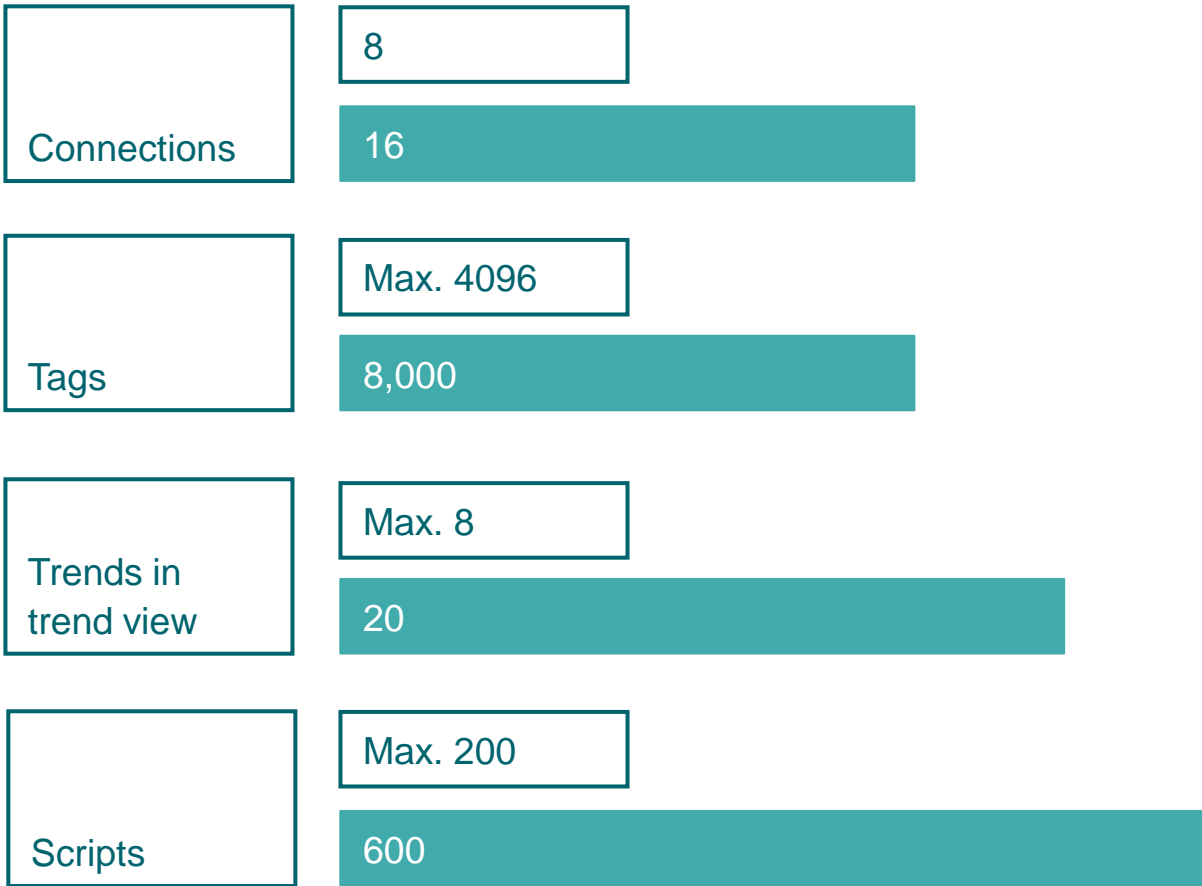 8
Connections
16
Max. 4096
Tags
8,000
Max. 8
Trends in
trend view
20
Max. 200
Scripts
600